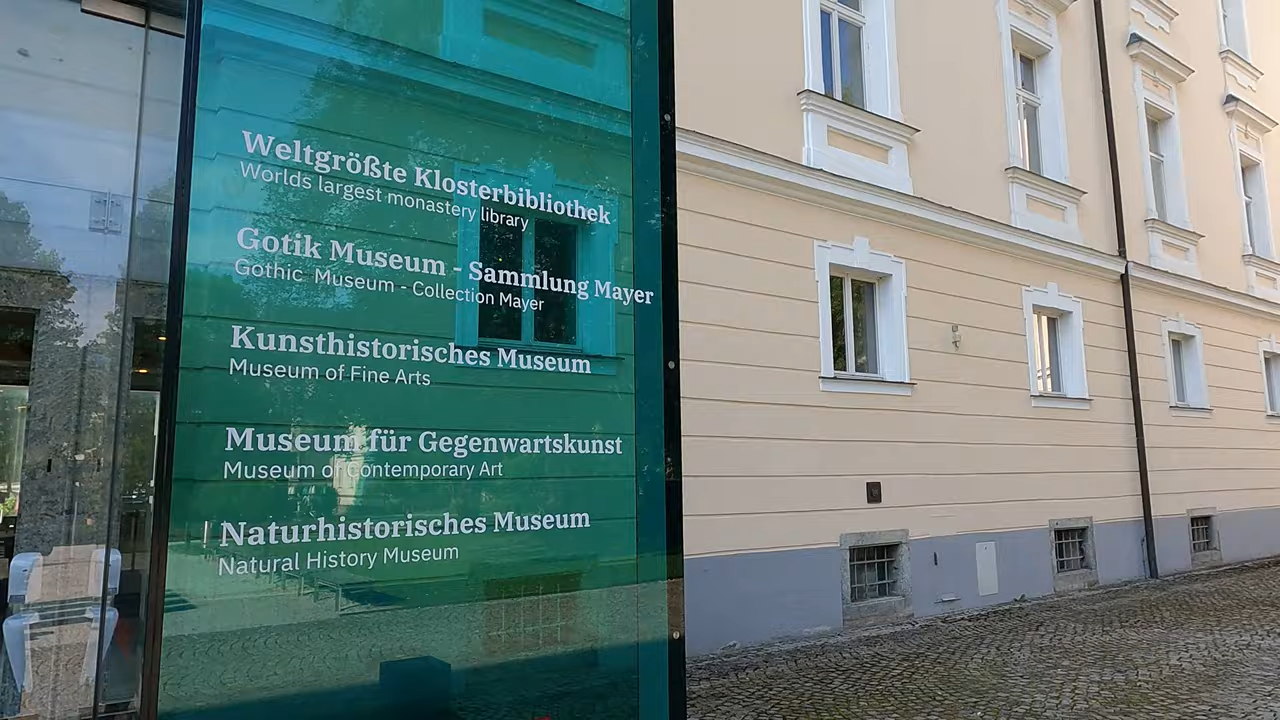 Weltgrößte Klosterbibliothek
Worlds largest monastery library
Gotik Museum - Sammlung Mayer
Gothic Museum - Collection Mayer
Kunsthistorisches Museum
Museum of Fine Arts
Museum für Gegenwartskunst
Museum of Contemporary Art
Naturhistorisches Museum
Natural History Museum